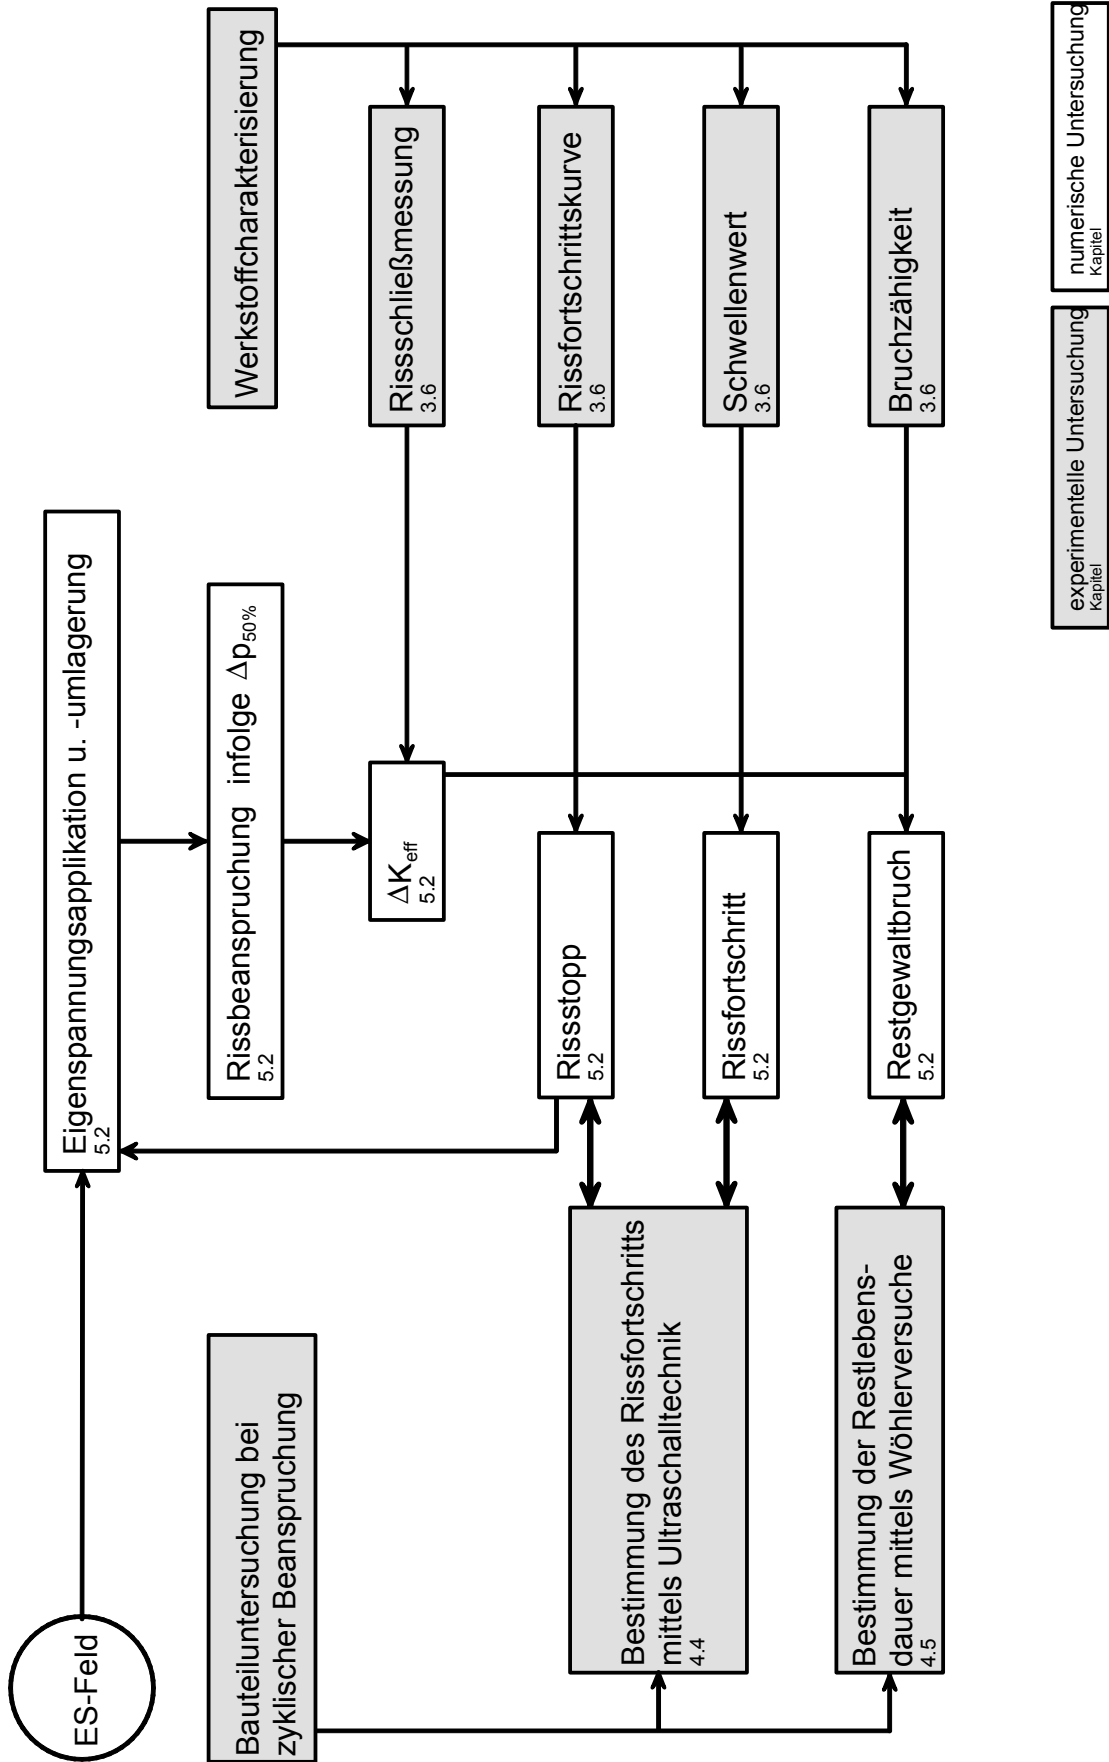 ES-Feld
Eigenspannungsapplikation u. -umlagerung
5.2
Bauteiluntersuchung bei
zyklischer Beanspruchung
Rissbeanspruchung infolge Δp50%
5.2
Werkstoffcharakterisierung
ΔKeff
5.2
Rissschließmessung
3.6
Bestimmung des Rissfortschritts
mittels Ultraschalltechnik
4.4
Rissstopp
5.2
Rissfortschrittskurve
3.6
Rissfortschritt
5.2
Schwellenwert
3.6
Bestimmung der Restlebens-
dauer mittels Wöhlerversuche
4.5
Restgewaltbruch
5.2
Bruchzähigkeit
3.6
experimentelle Untersuchung
Kapitel
numerische Untersuchung
Kapitel